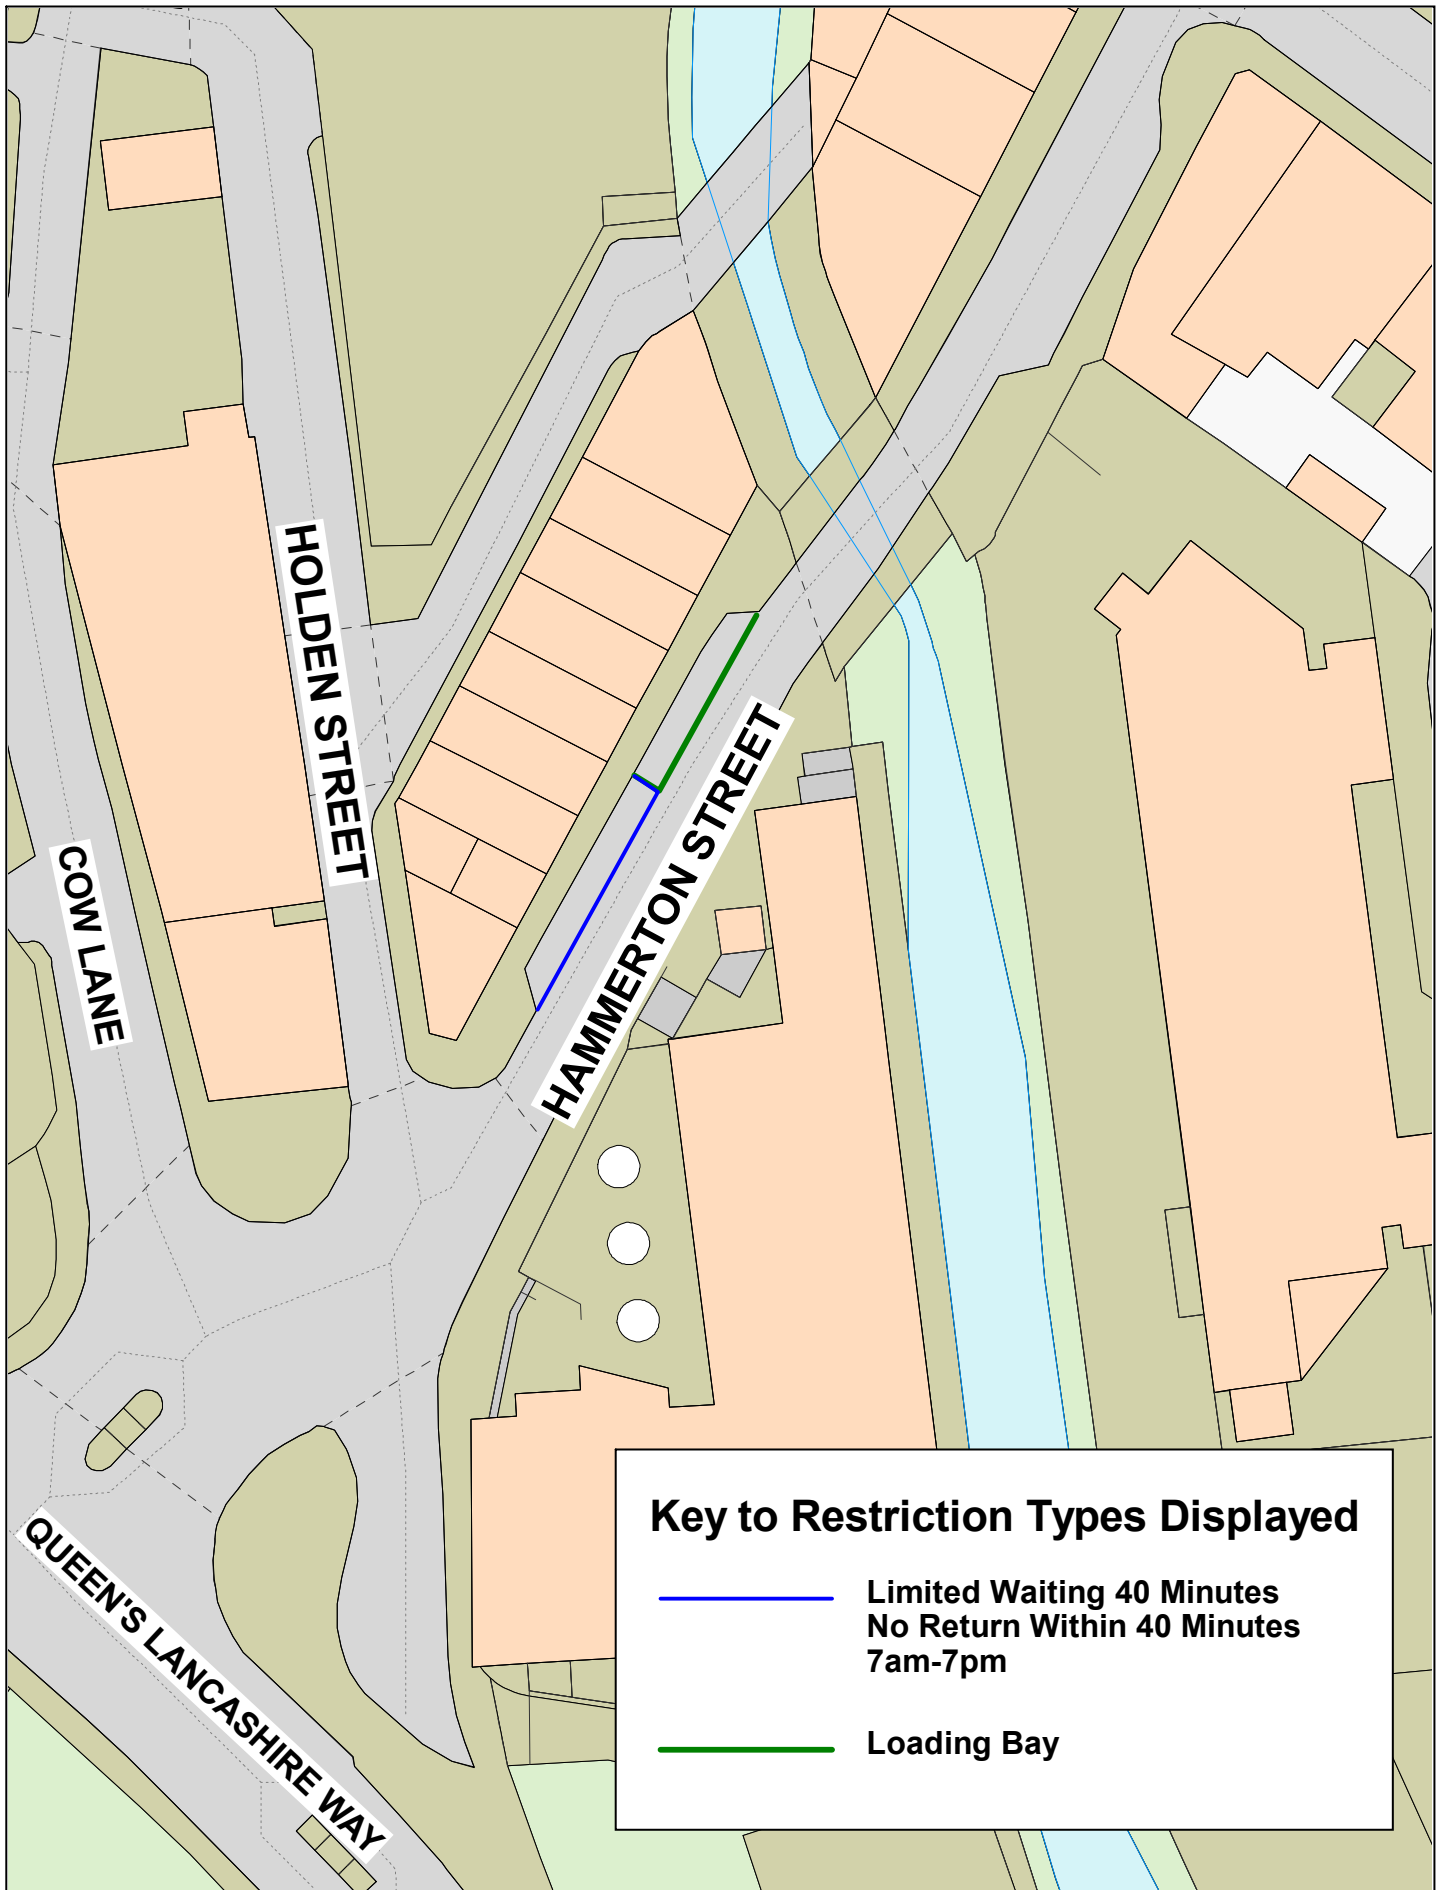 HOLDEN STREET
HAMMERTON STREET
COW LANE
QUEEN'S LANCASHIRE WAY
Key to Restriction Types Displayed
Limited Waiting 40 Minutes
No Return Within 40 Minutes
7am-7pm
Loading Bay